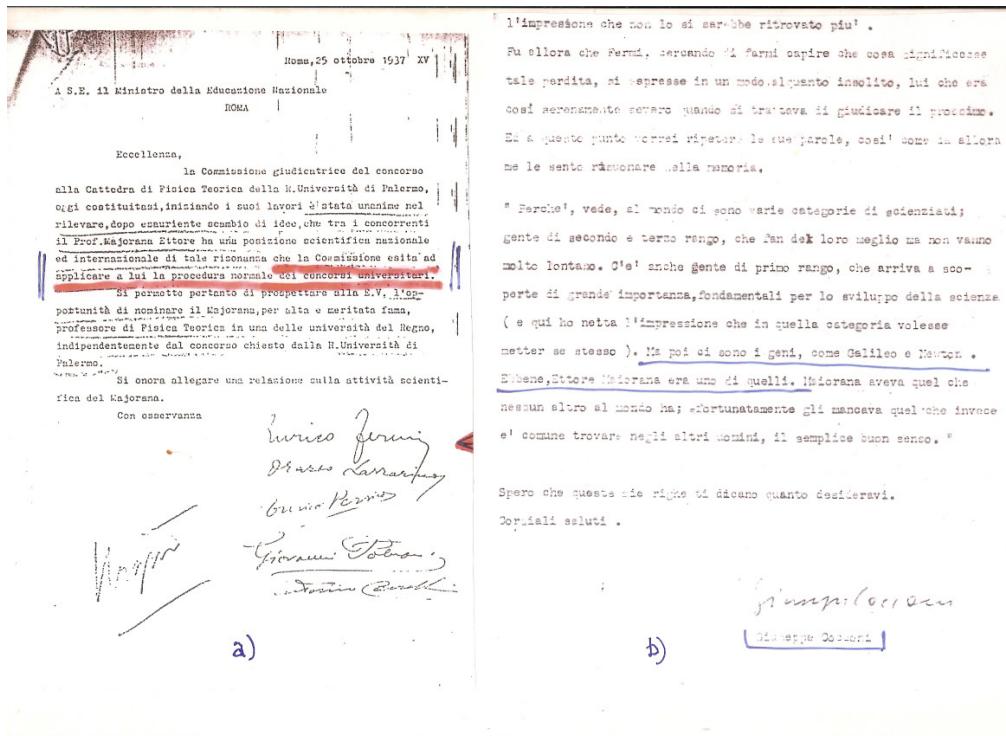 Roma, 25 ottobre 1937 XV
A S.E. il Ministro della Educazione Nazionale
ROMA
Eccellenza,
la Commissione giudicatrice del concorso
alla Cattedra di Fisica Teorica della R.Università di Palermo,
oggi costituitasi,iniziando i suoi lavori è stata unanime nel
rilevare,dopo esauriente scambio di idee,che tra i concorrenti
il Prof.Majorana Ettore ha una posizione scientifica nazionale
ed internazionale di tale risonanza che la Commissione esita ad
applicare a lui la procedura normale dei concorsi universitari.
Si permette pertanto di prospettare alla E.V. l'op-
portunità di nominare il Majorana,per alta e meritata fama,
professore di Fisica Teorica in una delle università del Regno,
indipendentemente dal concorso chiesto dalla R.Università di
Palermo.
Si onora allegare una relazione sulla attività scienti-
fica del Majorana.
Con osservanza
Enrico Fermi
Orazio Lazzarino
Enrico Persico
Giovanni Polvani
Antonio Carrelli
a)
l'impressione che non lo si sarebbe ritrovato piu' .
Fu allora che Fermi, cercando di farmi capire che cosa significasse
tale perdita, si espresse in un modo alquanto insolito, lui che era
cosi serenamente severo quando si trattava di giudicare il prossimo.
Ed a questo punto vorrei ripetere le sue parole, cosi' come da allora
me le sento risuonare nella memoria.
" Perche', vede, al mondo ci sono varie categorie di scienziati;
gente di secondo e terzo rango, che fan del loro meglio ma non vanno
molto lontano. C'e' anche gente di primo rango, che arriva a sco-
perte di grande importanza,fondamentali per lo sviluppo della scienza
( e qui ho netta l'impressione che in quella categoria volesse
metter se stesso ). Ma poi ci sono i geni, come Galileo e Newton .
Ebbene,Ettore Majorana era uno di quelli. Majorana aveva quel che
nessun altro al mondo ha; sfortunatamente gli mancava quel che invece
e' comune trovare negli altri uomini, il semplice buon senso. "
Spero che queste mie righe ti dicano quanto desideravi.
Cordiali saluti .
Giuseppe Cocconi
Giuseppe Cocconi
b)